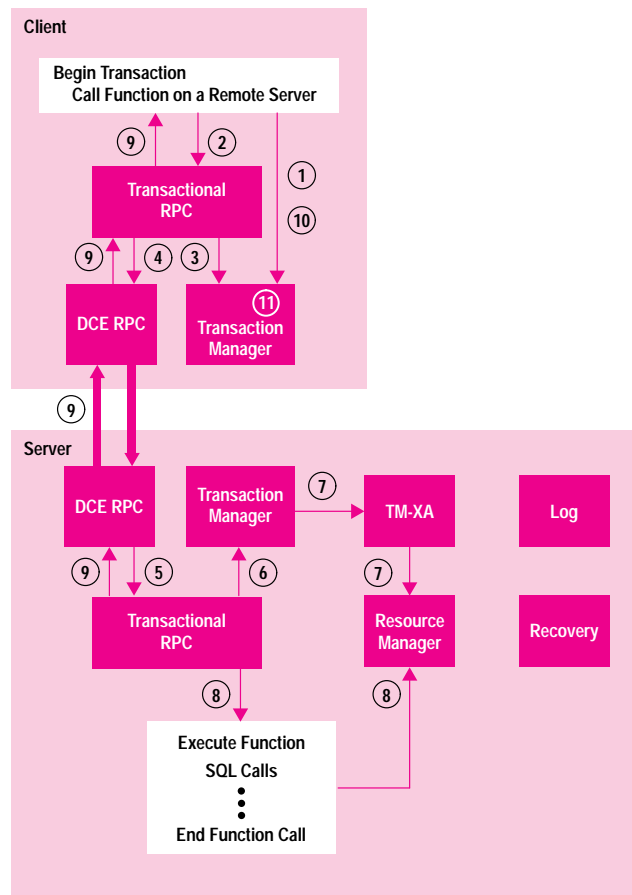 Client
Begin Transaction
Call Function on a Remote Server
9
2
1
Transactional
RPC
10
9
4
3
DCE RPC
11
Transaction
Manager
9
Server
DCE RPC
Transaction
Manager
7
TM-XA
Log
9
5
6
7
Transactional
RPC
Resource
Manager
Recovery
8
8
Execute Function
SQL Calls
End Function Call